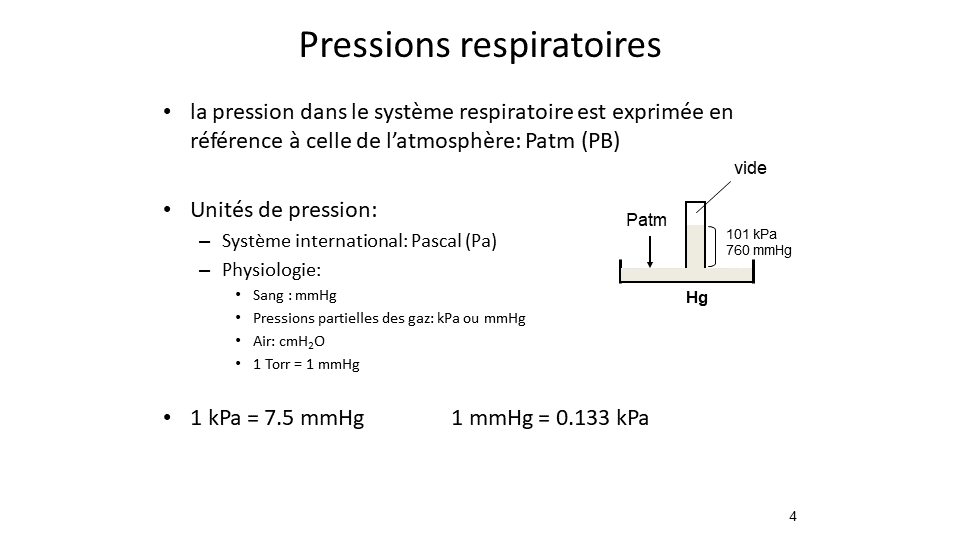 Pressions respiratoires
• la pression dans le système respiratoire est exprimée en
référence à celle de l’atmosphère: Patm (PB)
• Unités de pression:
– Système international: Pascal (Pa)
– Physiologie:
• Sang : mmHg
• Pressions partielles des gaz: kPa ou mmHg
• Air: cmH₂O
• 1 Torr = 1 mmHg
vide
Patm
101 kPa
760 mmHg
Hg
• 1 kPa = 7.5 mmHg 1 mmHg = 0.133 kPa
4